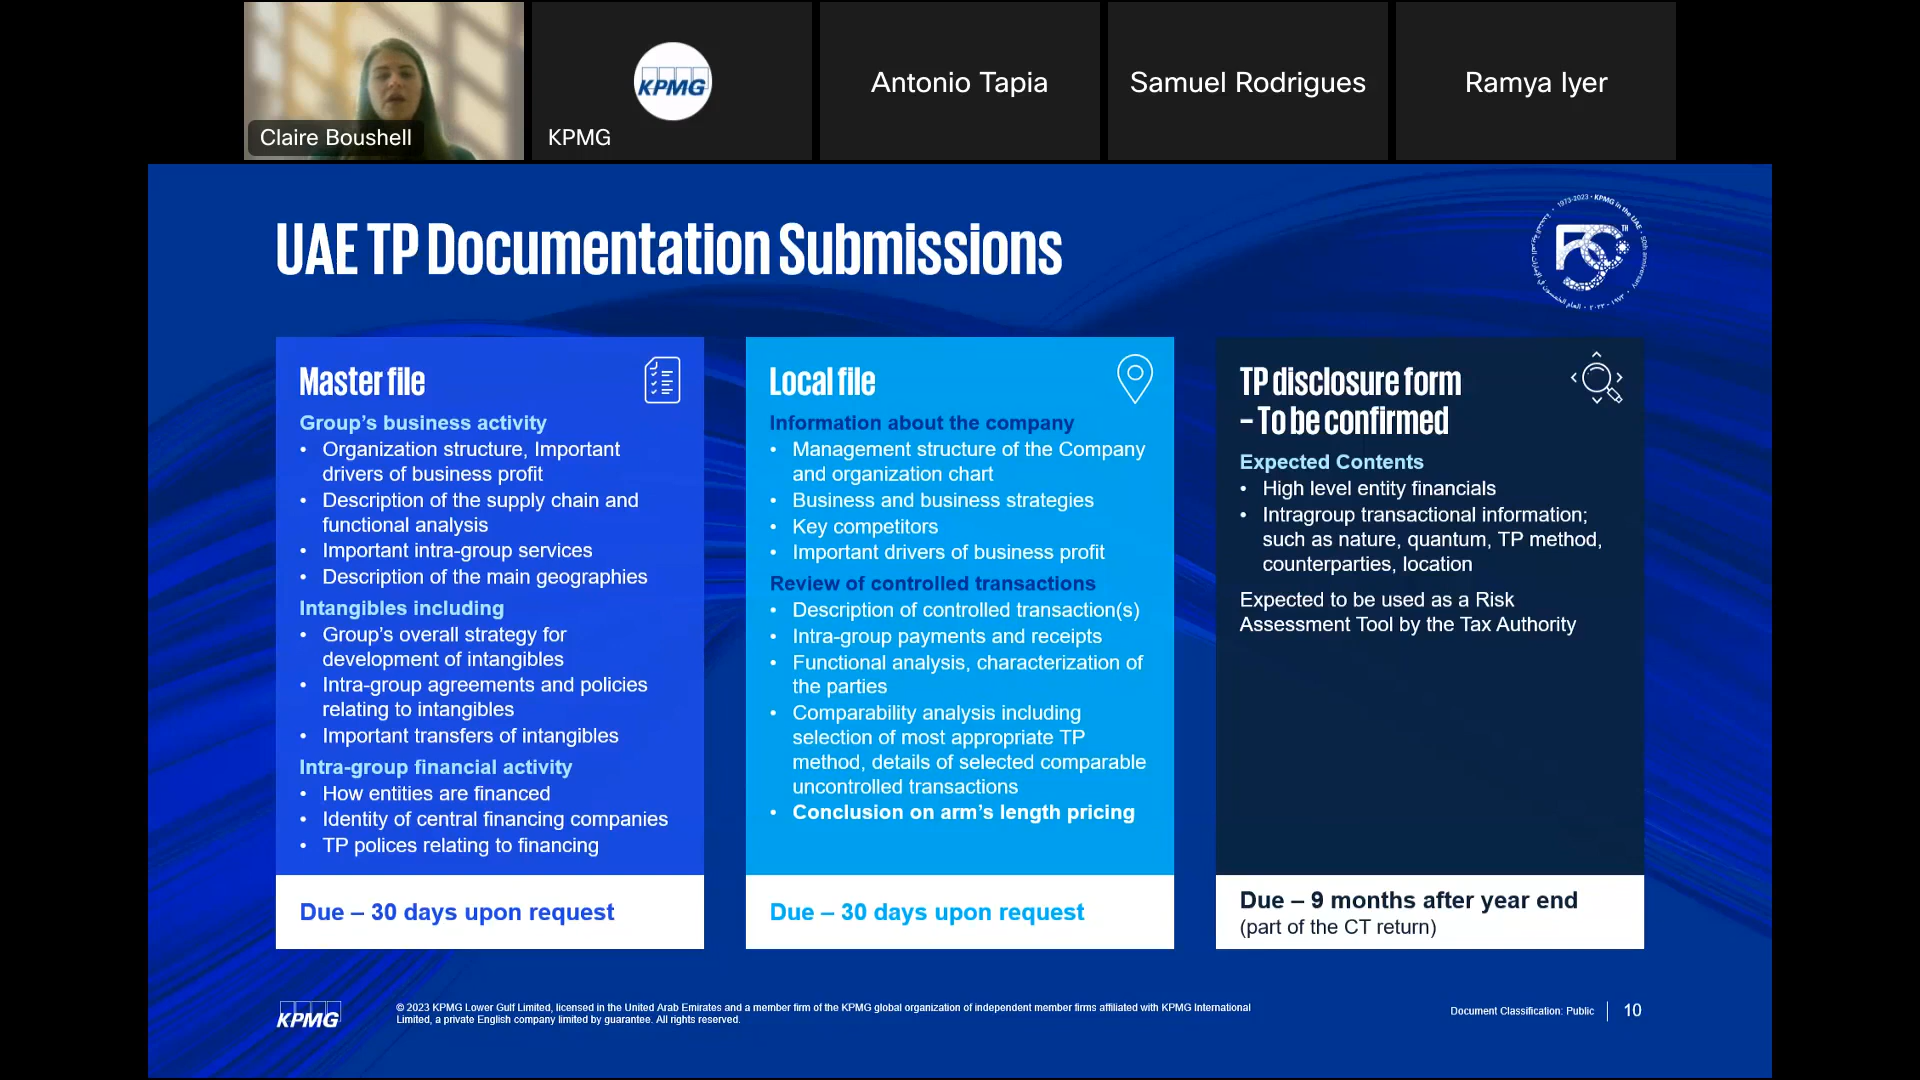 Claire Boushell
KPMG
KPMG
Antonio Tapia
Samuel Rodrigues
Ramya Iyer
UAE TP Documentation Submissions
1973-2023 • KPMG in the UAE • 50th anniversary
50TH
Master file
Group's business activity
• Organization structure, Important
drivers of business profit
• Description of the supply chain and
functional analysis
• Important intra-group services
• Description of the main geographies
Intangibles including
• Group's overall strategy for
development of intangibles
• Intra-group agreements and policies
relating to intangibles
• Important transfers of intangibles
Intra-group financial activity
• How entities are financed
• Identity of central financing companies
• TP polices relating to financing
Due – 30 days upon request
Local file
Information about the company
• Management structure of the Company
and organization chart
• Business and business strategies
• Key competitors
• Important drivers of business profit
Review of controlled transactions
• Description of controlled transaction(s)
• Intra-group payments and receipts
• Functional analysis, characterization of
the parties
• Comparability analysis including
selection of most appropriate TP
method, details of selected comparable
uncontrolled transactions
• Conclusion on arm's length pricing
Due – 30 days upon request
TP disclosure form
– To be confirmed
Expected Contents
• High level entity financials
• Intragroup transactional information;
such as nature, quantum, TP method,
counterparties, location
Expected to be used as a Risk
Assessment Tool by the Tax Authority
Due – 9 months after year end
(part of the CT return)
KPMG
© 2023 KPMG Lower Gulf Limited, licensed in the United Arab Emirates and a member firm of the KPMG global organization of independent member firms affiliated with KPMG International
Limited, a private English company limited by guarantee. All rights reserved.
Document Classification: Public
10